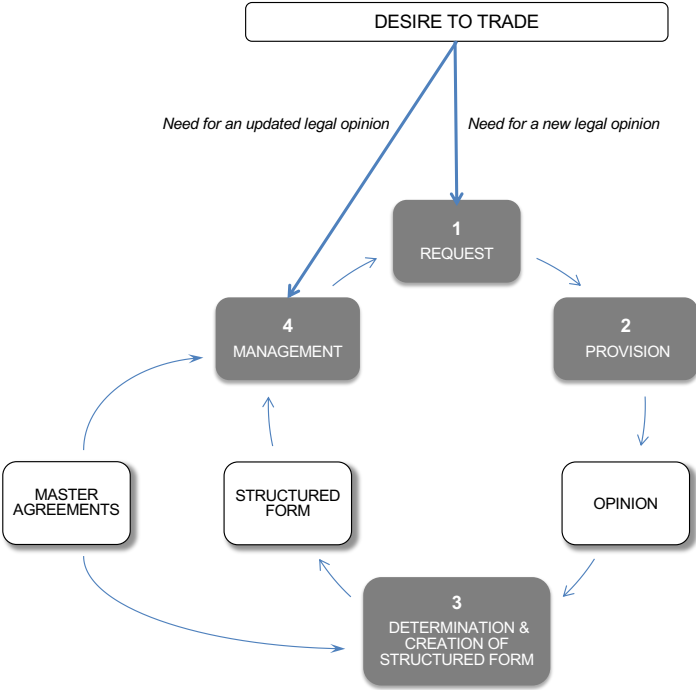 DESIRE TO TRADE
Need for an updated legal opinion
Need for a new legal opinion
1
REQUEST
4
MANAGEMENT
2
PROVISION
MASTER
AGREEMENTS
STRUCTURED
FORM
OPINION
3
DETERMINATION &
CREATION OF
STRUCTURED FORM